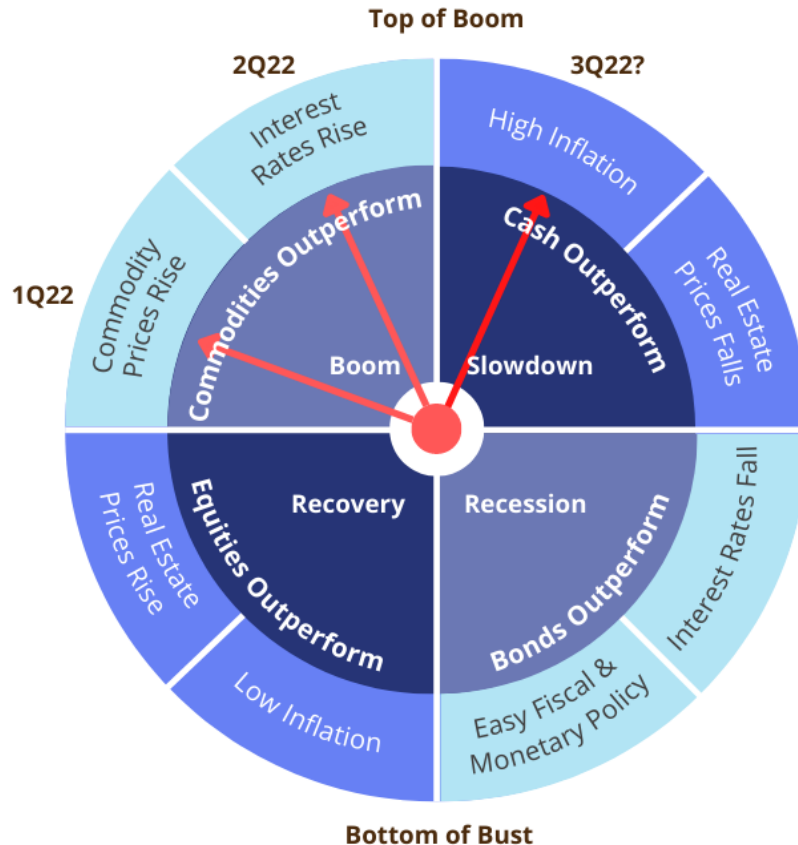 Top of Boom
2Q22
3Q22?
Interest
Rates Rise
High Inflation
Commodity
Prices Rise
1Q22
Real Estate
Prices Falls
Commodities Outperform
Cash Outperform
Boom
Slowdown
Recovery
Recession
Equities Outperform
Bonds Outperform
Real Estate
Prices Rise
Interest Rates Fall
Low Inflation
Easy Fiscal &
Monetary Policy
Bottom of Bust